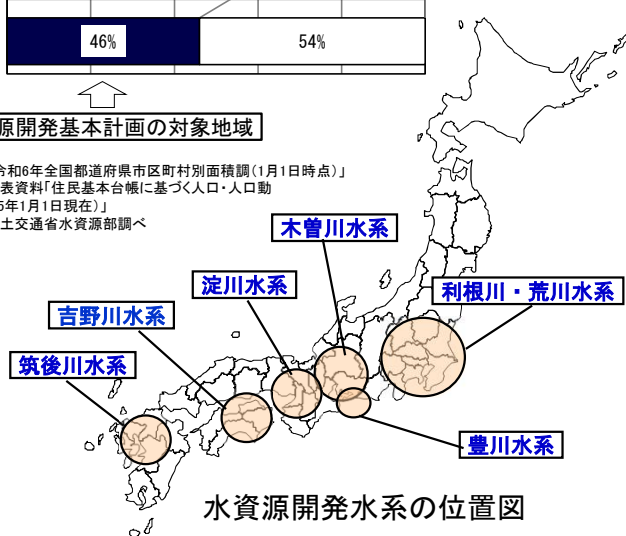 46%
54%
源開発基本計画の対象地域
令和6年全国都道府県市区町村別面積調(1月1日時点)」
表資料「住民基本台帳に基づく人口・人口動
5年1月1日現在)」
土交通省水資源部調べ
木曽川水系
淀川水系
利根川・荒川水系
吉野川水系
筑後川水系
豊川水系
水資源開発水系の位置図